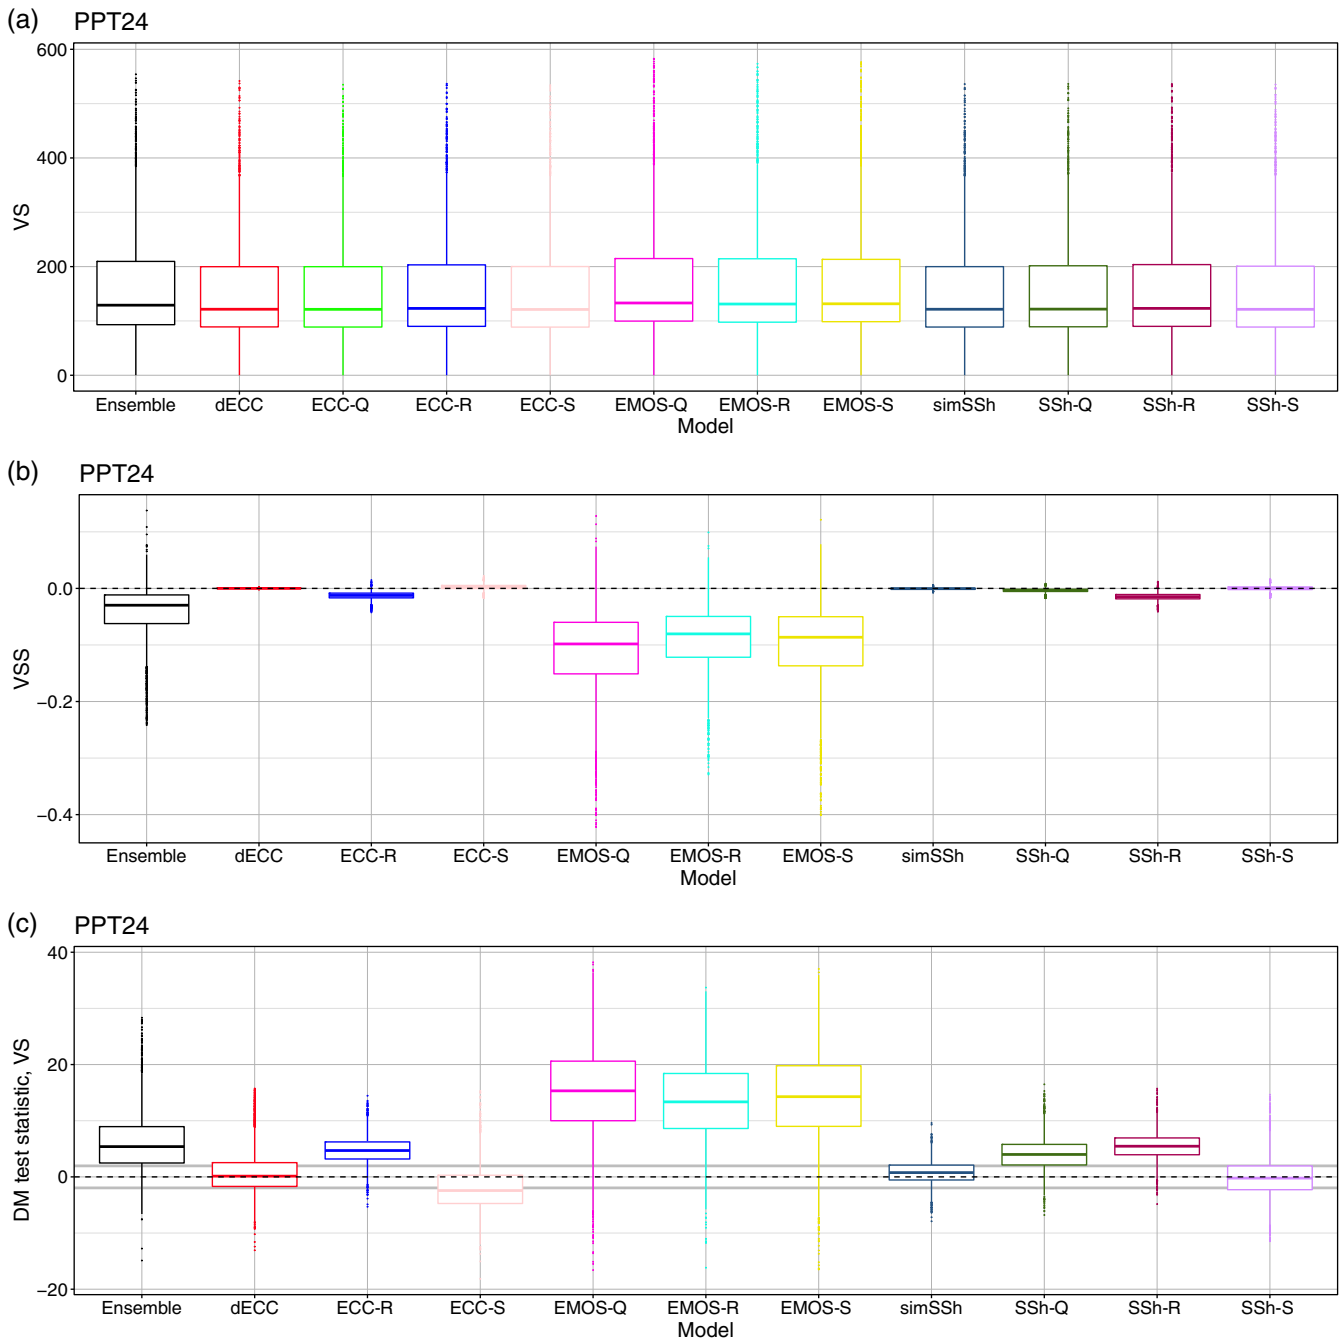 (a) PPT24
600
400
200
0
VS
Ensemble dECC ECC-Q ECC-R ECC-S EMOS-Q EMOS-R EMOS-S simSSh SSh-Q SSh-R SSh-S
Model
(b) PPT24
0.0
−0.2
−0.4
VSS
Ensemble dECC ECC-R ECC-S EMOS-Q EMOS-R EMOS-S simSSh SSh-Q SSh-R SSh-S
Model
(c) PPT24
40
20
0
−20
DM test statistic, VS
Ensemble dECC ECC-R ECC-S EMOS-Q EMOS-R EMOS-S simSSh SSh-Q SSh-R SSh-S
Model